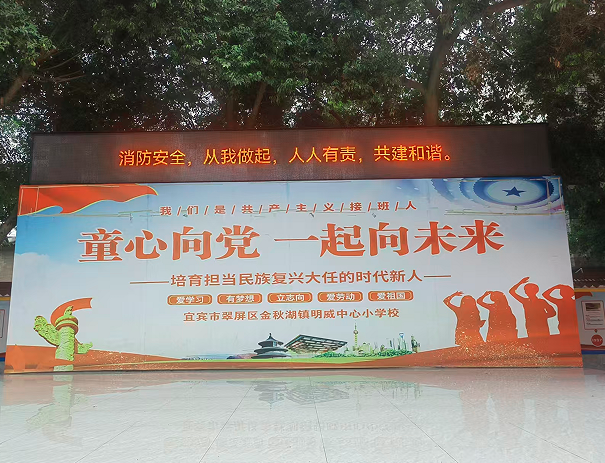 消防安全，从我做起，人人有责，共建和谐。
我/们/是/共/产/主/义/接/班/人
童心向党 一起向未来
——培育担当民族复兴大任的时代新人——
爱学习 有梦想 立志向 爱劳动 爱祖国
宜宾市翠屏区金秋湖镇明威中心小学校